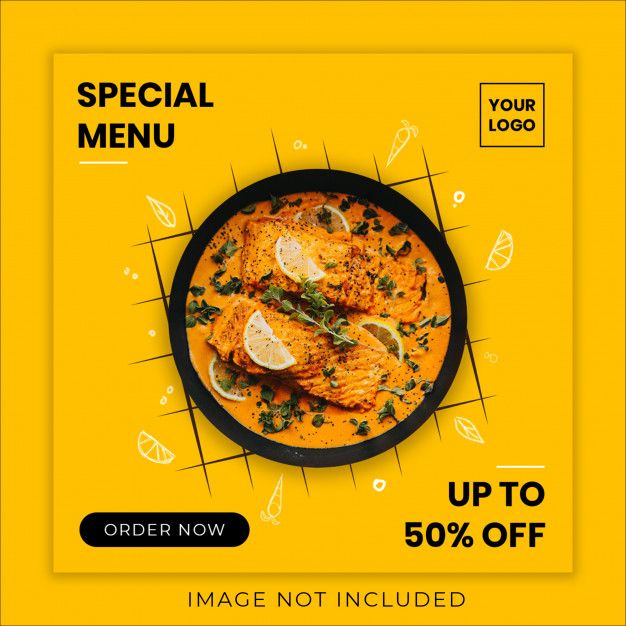 SPECIAL
MENU
YOUR
LOGO
UP TO
50% OFF
ORDER NOW
IMAGE NOT INCLUDED